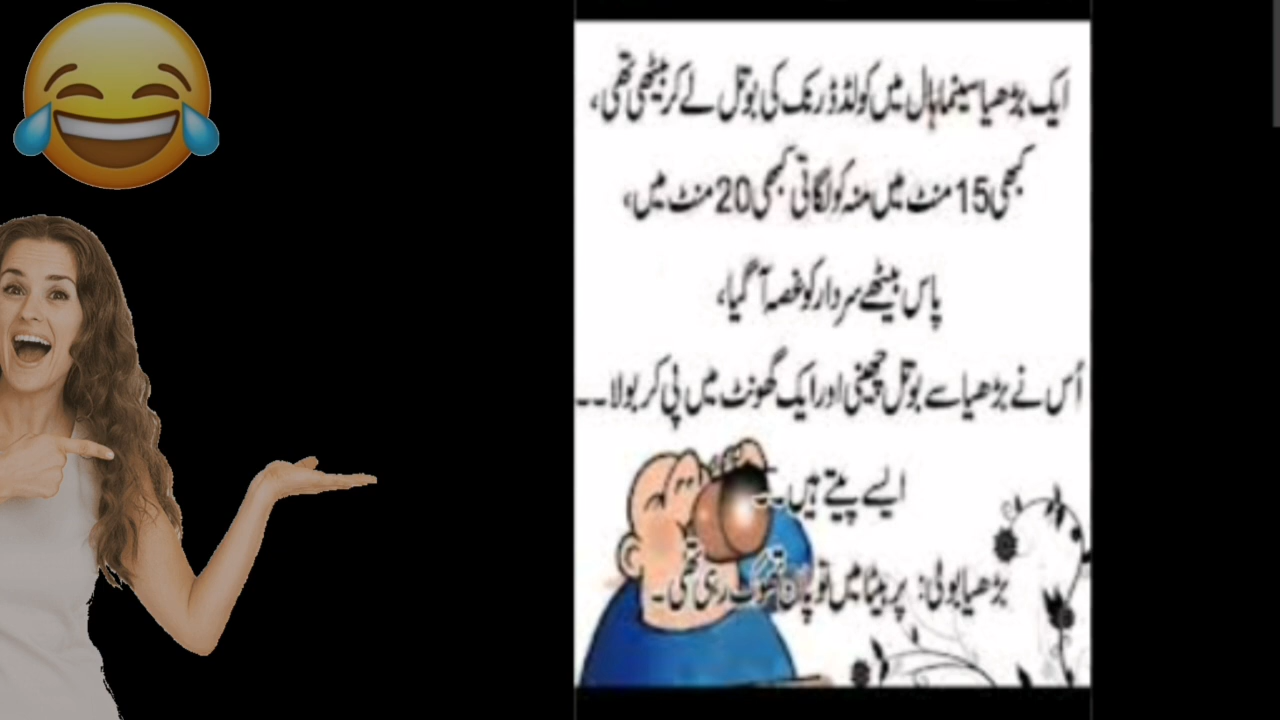 ایک بڑھیا سینما ہال میں کولڈ ڈرنک کی بوتل لے کر بیٹھی تھی،
کبھی 15 منٹ میں منہ کو لگاتی کبھی 20 منٹ میں،
پاس بیٹھے سردار کو غصہ آ گیا،
اُس نے بڑھیا سے بوتل چھینی اور ایک گھونٹ میں پی کر بولا۔۔
ایسے پیتے ہیں۔۔
بڑھیا بولی: پر بیٹا میں تو پان تھوک رہی تھی۔